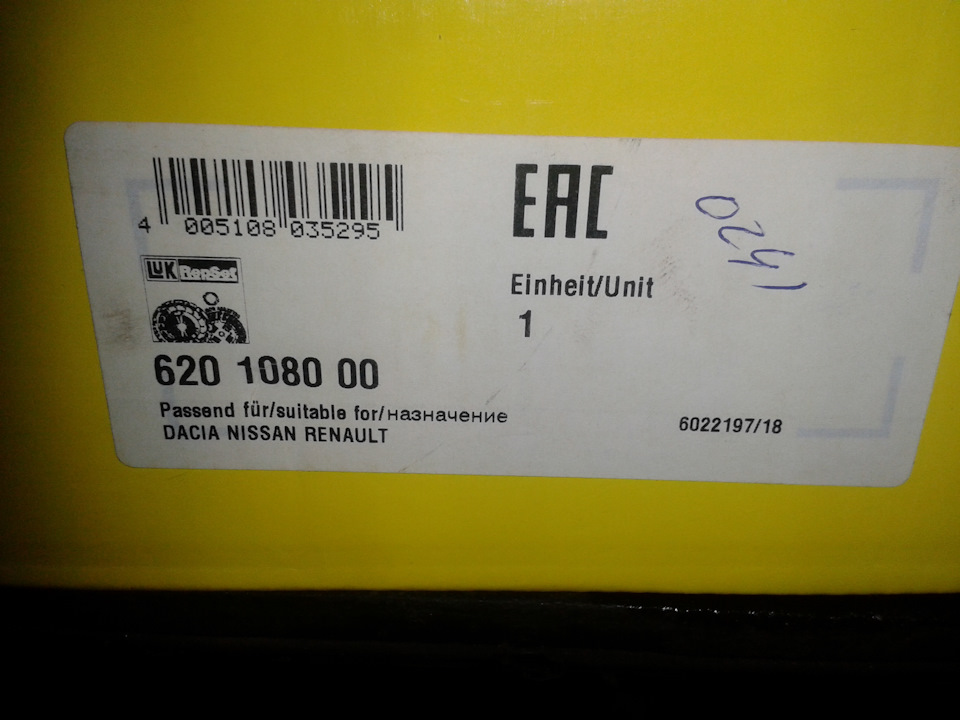 4 005108 035295
EAC
0241
LUK RepSet
Einheit/Unit
1
620 1080 00
Passend für/suitable for/назначение
DACIA NISSAN RENAULT
6022197/18